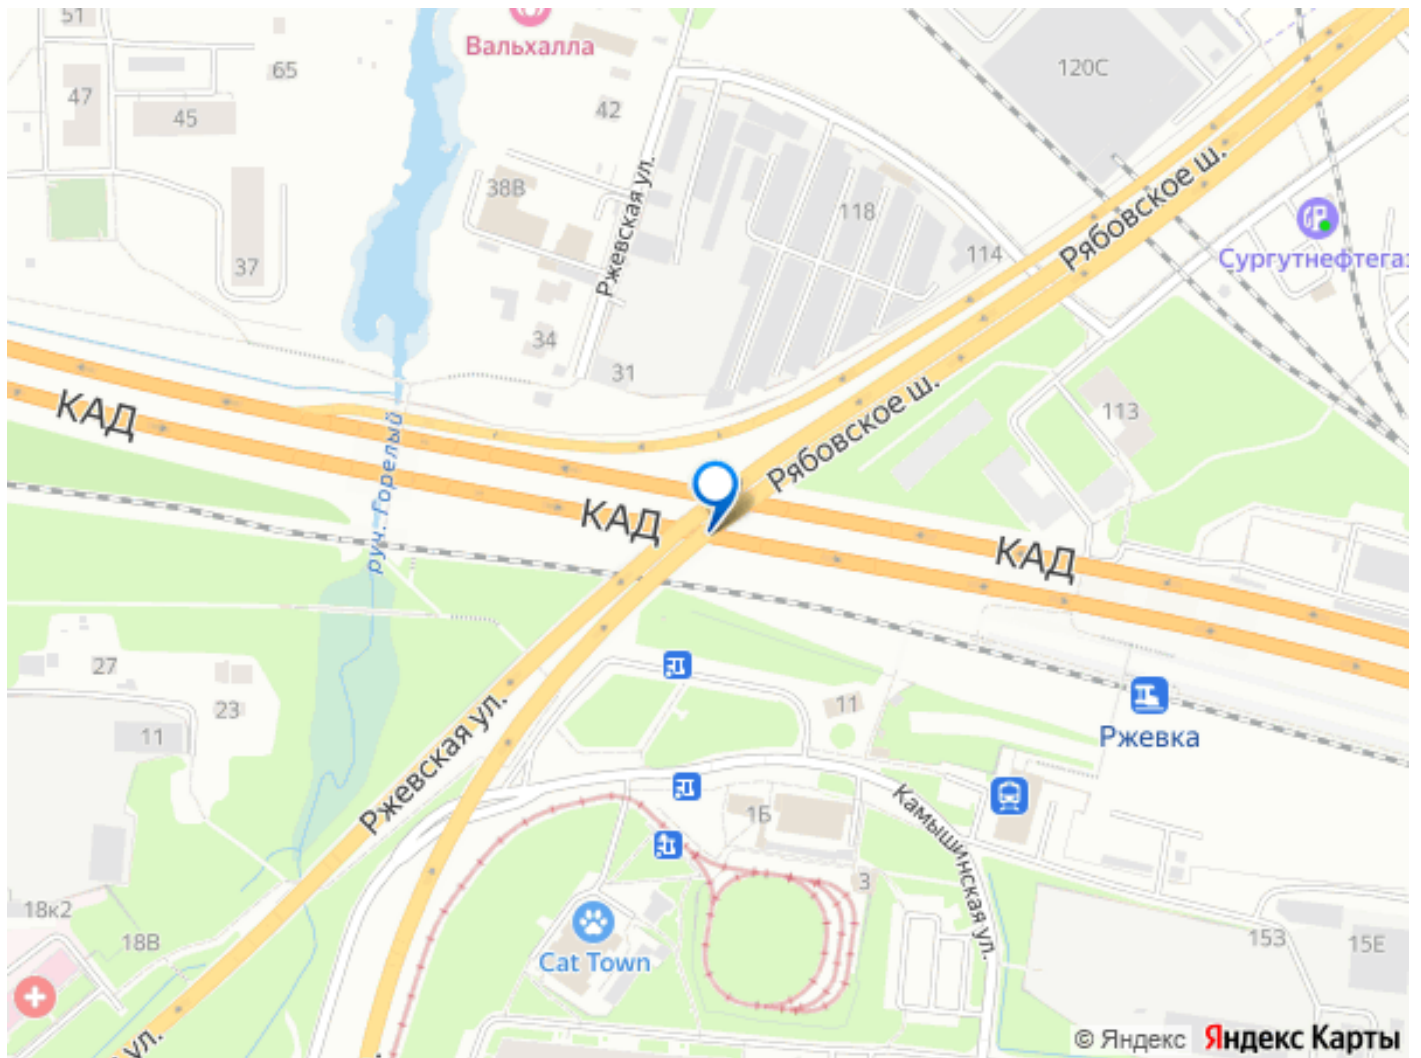 51
Вальхалла
65
47
45
42
120С
38В
Ржевская ул.
118
114
Рябовское ш.
Сургутнефтегаз
37
34
31
КАД
руч. Горелый
Рябовское ш.
113
КАД
КАД
27
23
11
11
Ржевка
Ржевская ул.
1Б
Камышинская ул.
3
18к2
18В
Cat Town
153
15Е
ул.
© Яндекс Яндекс Карты